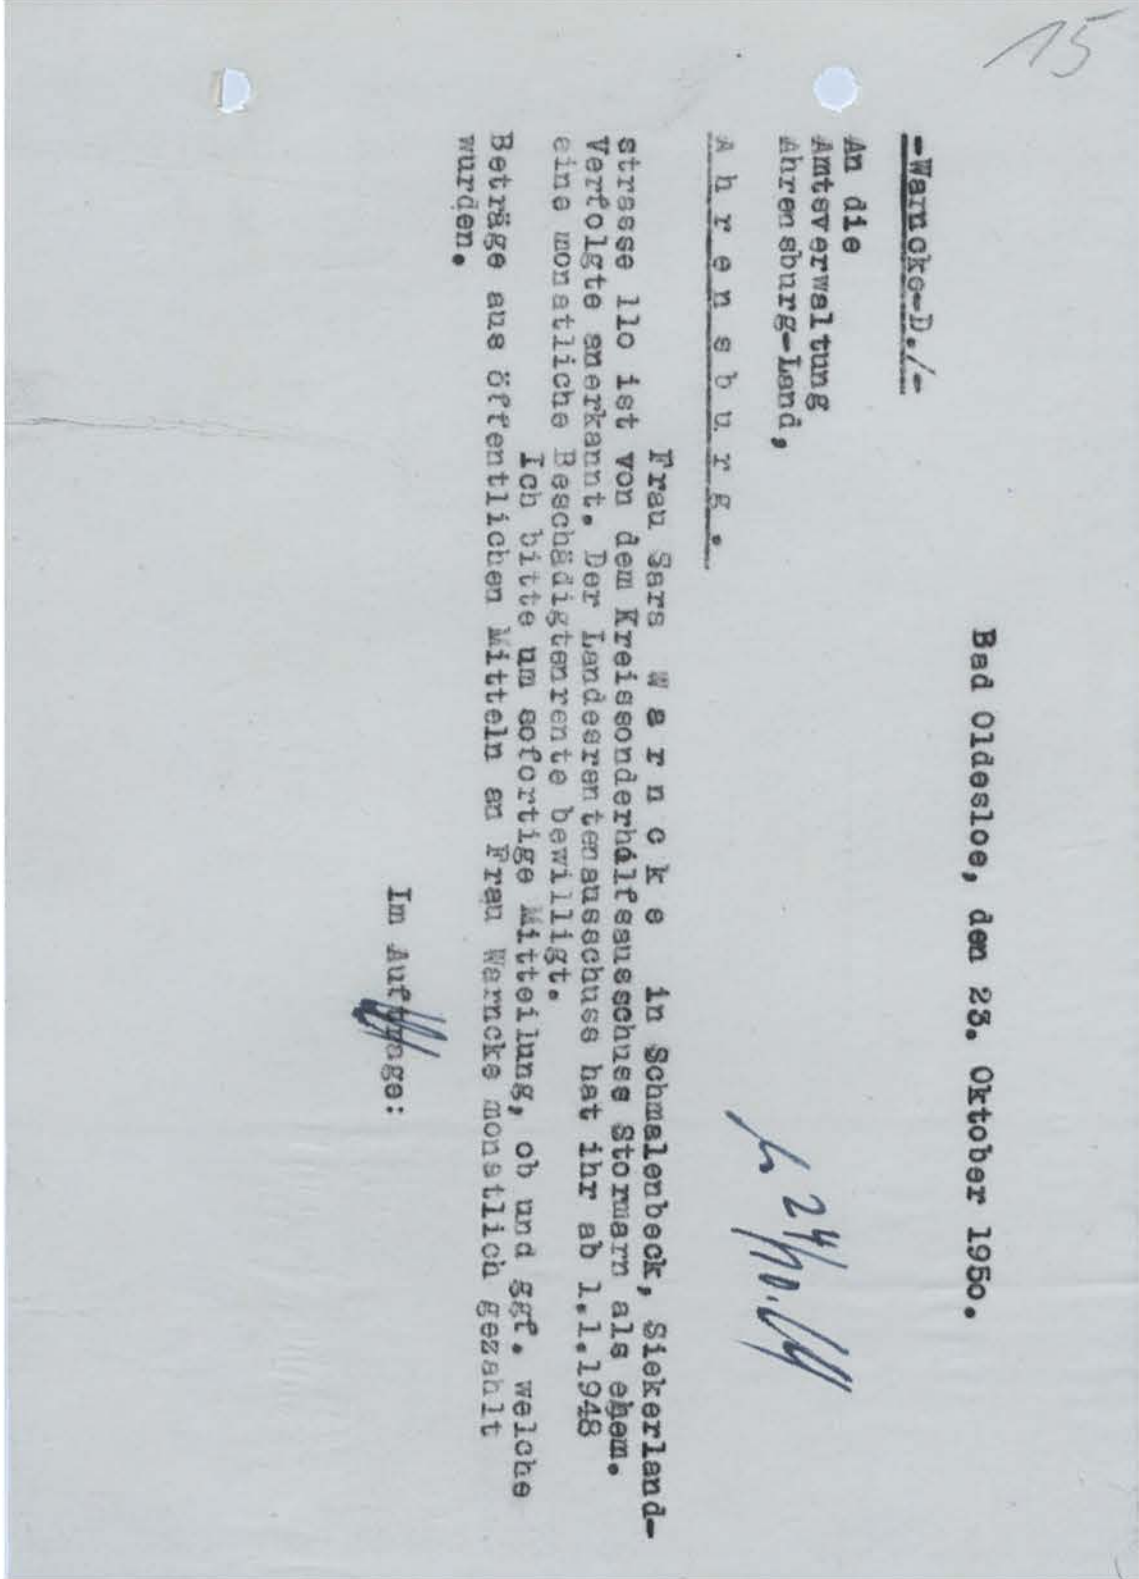 15
Bad Oldesloe, den 23. Oktober 1950.
-Warncke-D./-
An die
Amtsverwaltung
Ahrensburg-Land,
A h r e n s b u r g .
24/10.
Frau Sara W a r n c k e in Schmalenbeck, Siekerland-
strasse 110 ist von dem Kreissonderhilfsausschuss Stormarn als ehem.
Verfolgte anerkannt. Der Landesrentenausschuss hat ihr ab 1.1.1948
eine monatliche Beschädigtenrente bewilligt.
Ich bitte um sofortige Mitteilung, ob und ggf. welche
Beträge aus öffentlichen Mitteln an Frau Warncke monatlich gezahlt
wurden.
Im Auftrage: